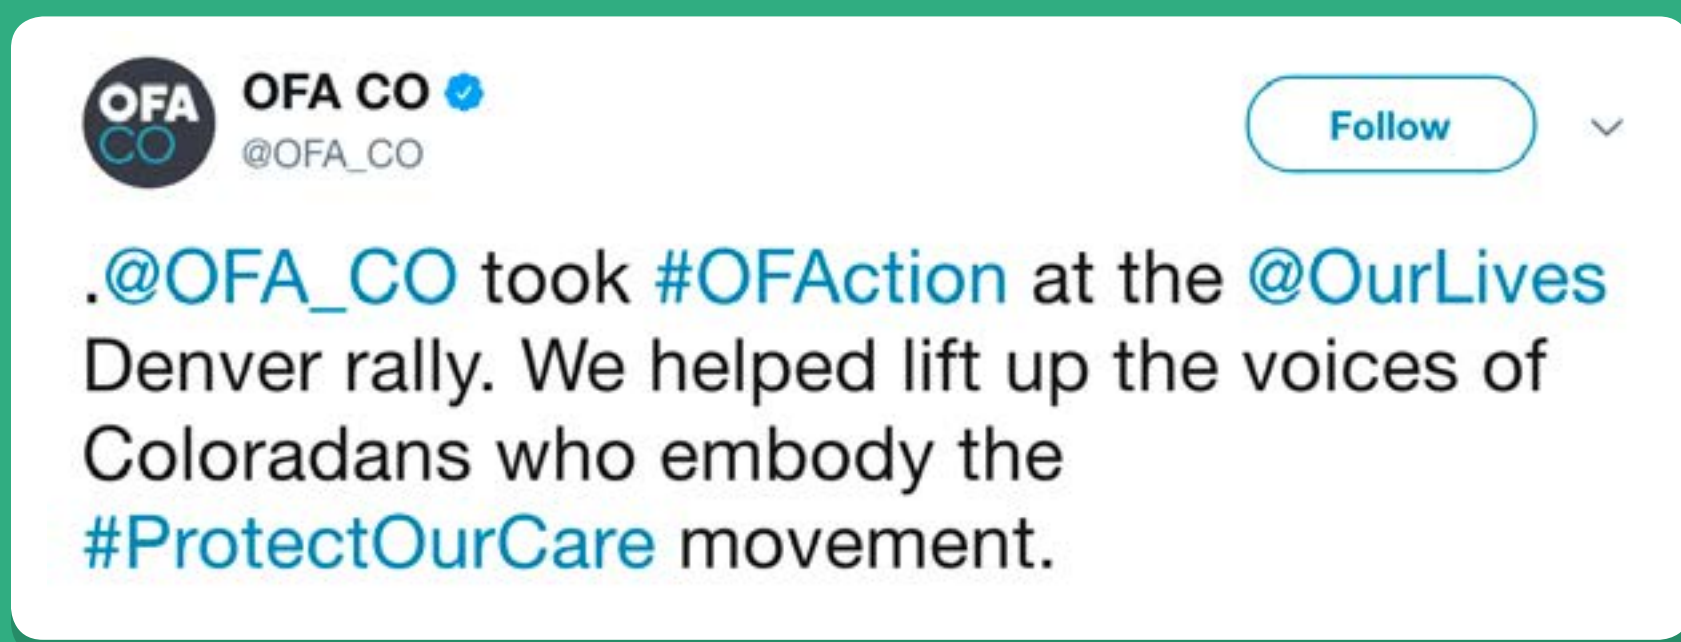 OFA
CO
OFA CO
@OFA_CO
Follow
.@OFA_CO took #OFAction at the @OurLives
Denver rally. We helped lift up the voices of
Coloradans who embody the
#ProtectOurCare movement.